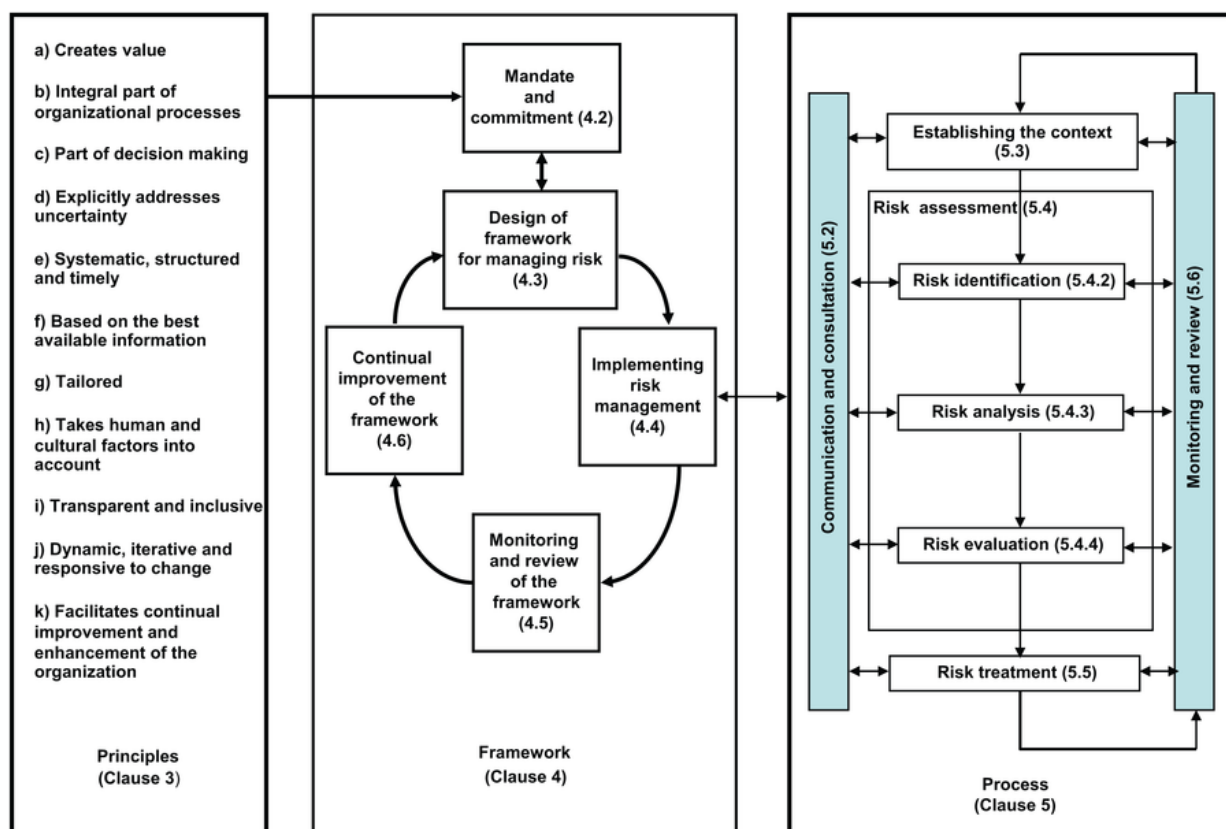 a) Creates value
b) Integral part of
organizational processes
c) Part of decision making
d) Explicitly addresses
uncertainty
e) Systematic, structured
and timely
f) Based on the best
available information
g) Tailored
h) Takes human and
cultural factors into
account
i) Transparent and inclusive
j) Dynamic, iterative and
responsive to change
k) Facilitates continual
improvement and
enhancement of the
organization
Principles
(Clause 3)
Mandate
and
commitment (4.2)
Design of
framework
for managing risk
(4.3)
Implementing
risk
management
(4.4)
Continual
improvement
of the
framework
(4.6)
Monitoring
and review
of the
framework
(4.5)
Framework
(Clause 4)
Communication and consultation (5.2)
Establishing the context
(5.3)
Risk assessment (5.4)
Risk identification (5.4.2)
Risk analysis (5.4.3)
Risk evaluation (5.4.4)
Risk treatment (5.5)
Monitoring and review (5.6)
Process
(Clause 5)